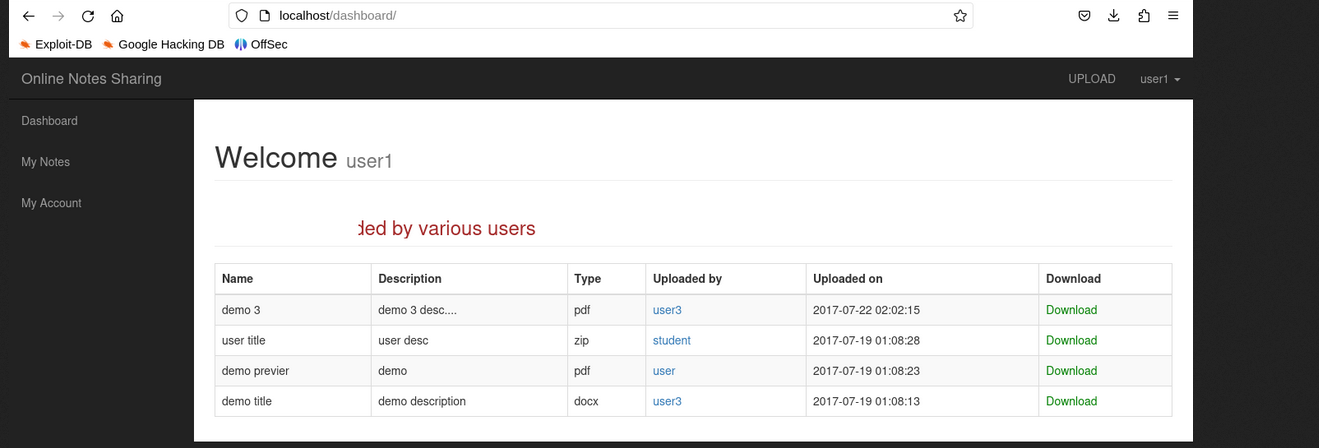 localhost/dashboard/
Exploit-DB Google Hacking DB OffSec
Online Notes Sharing UPLOAD user1
Dashboard
My Notes
My Account
Welcome user1
by various users
Name Description Type Uploaded by Uploaded on Download
demo 3 demo 3 desc.... pdf user3 2017-07-22 02:02:15 Download
user title user desc zip student 2017-07-19 01:08:28 Download
demo previer demo pdf user 2017-07-19 01:08:23 Download
demo title demo description docx user3 2017-07-19 01:08:13 Download